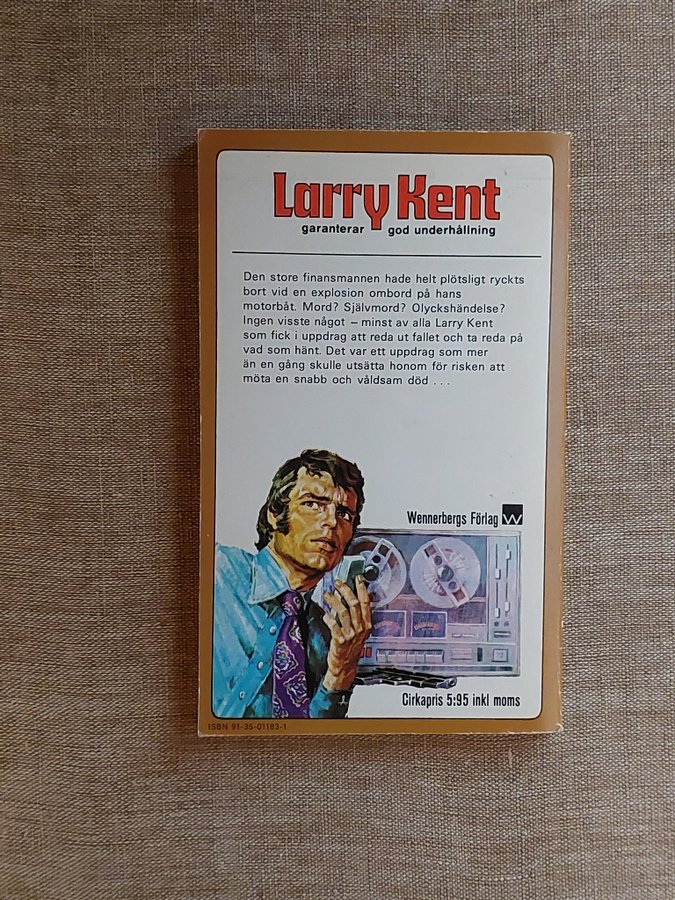 Larry Kent
garanterar god underhållning
Den store finansmannen hade helt plötsligt ryckts
bort vid en explosion ombord på hans
motorbåt. Mord? Självmord? Olyckshändelse?
Ingen visste något – minst av alla Larry Kent
som fick i uppdrag att reda ut fallet och ta reda på
vad som hänt. Det var ett uppdrag som mer
än en gång skulle utsätta honom för risken att
möta en snabb och våldsam död . . .
Wennerbergs Förlag W
Cirkapris 5:95 inkl moms
ISBN 91-35-01183-1